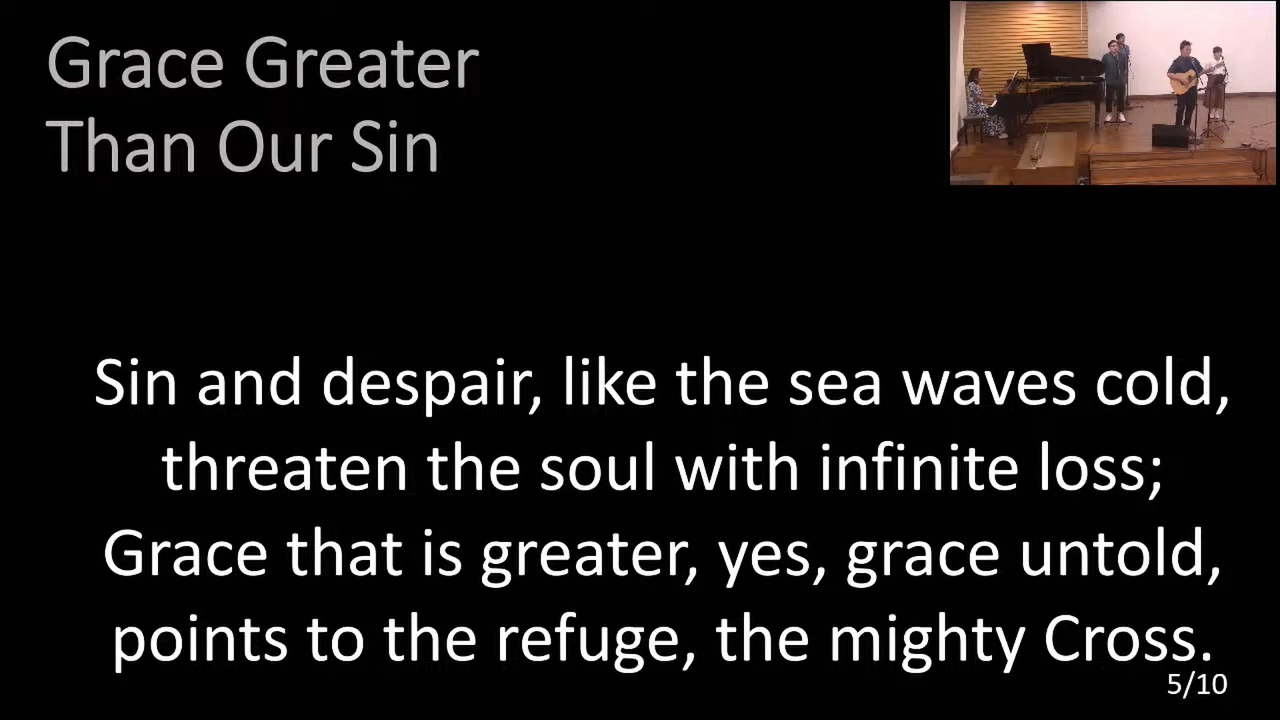 Grace Greater
Than Our Sin
Sin and despair, like the sea waves cold,
threaten the soul with infinite loss;
Grace that is greater, yes, grace untold,
points to the refuge, the mighty Cross.
5/10